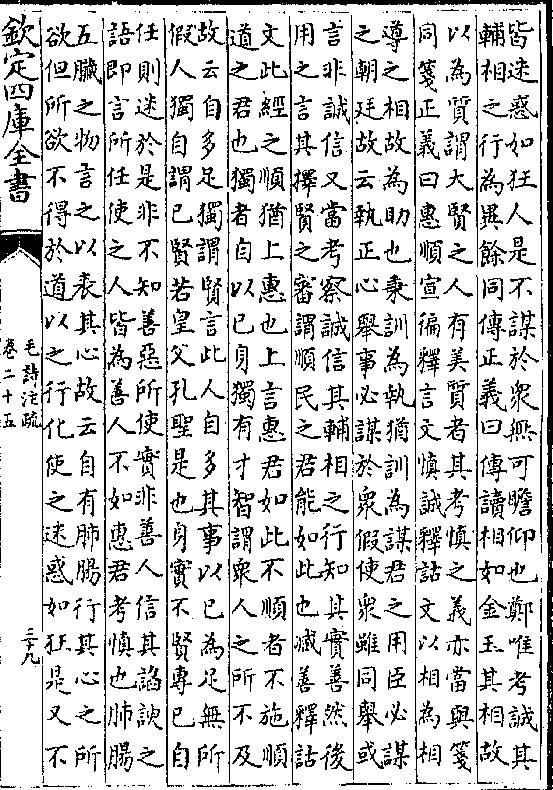 皆迷惑如狂人是不謀於衆無可瞻仰也鄭唯考誠其
輔相之行為異餘同傳正義曰傳讀相如金玉其相故
以為質謂大賢之人有美質者其考慎之義亦當與箋
同箋正義曰惠順宣徧釋言文慎誠釋詁文以相為相
導之相故為助也秉訓為執猶訓為謀君之用臣必謀
之朝廷故云執正心舉事必謀於衆假使衆雖同舉或
言非誠信又當考察誠信其輔相之行知其實善然後
用之言其擇賢之審謂順民之君能如此也臧善釋詁
文此經之順猶上惠也上言惠君如此不順者不施順
道之君也獨者自以已身獨有才智謂衆人之所不及
故云自多足獨謂賢言此人自多其事以已為足無所
假人獨自謂已賢若皇父孔聖是也身實不賢專已自
任則迷於是非不知善惡所使實非善人信其謟諛之
語即言所任使之人皆為善人不如惠君考慎也肺腸
五臟之物言之以表其心故云自有肺腸行其心之所
欲但所欲不得於道以之行化使之迷惑如狂是又不
欽定四庫全書
毛詩注疏
卷二十五
三十九